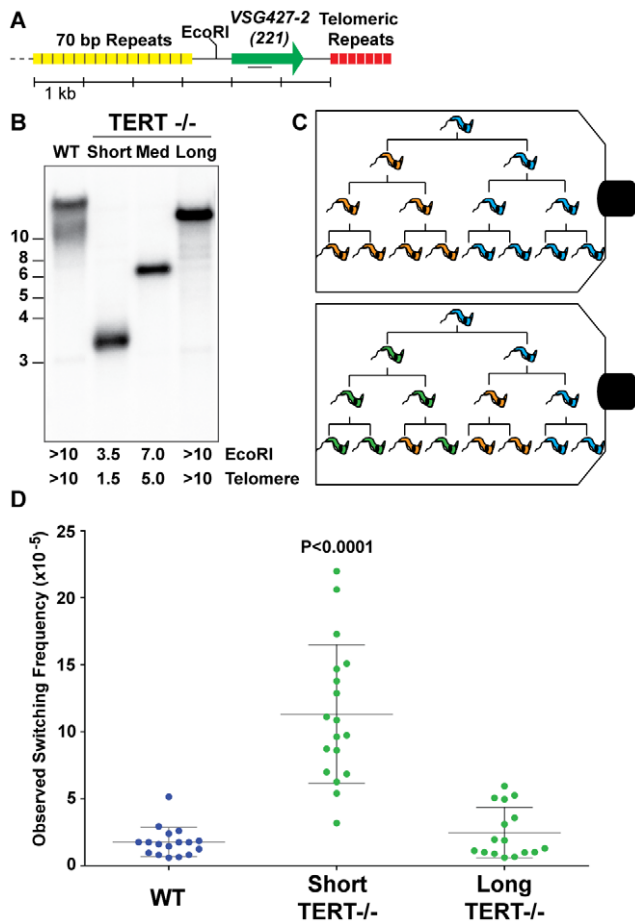 A
70 bp Repeats
EcoRI
VSG427-2
(221)
Telomeric
Repeats
1 kb
B
TERT -/-
WT Short Med Long
10
8
6
5
4
3
>10 3.5 7.0 >10 EcoRI
>10 1.5 5.0 >10 Telomere
C
D
Observed Switching Frequency (x10⁻⁵)
25
20
15
10
5
0
P<0.0001
WT
Short
TERT-/-
Long
TERT-/-